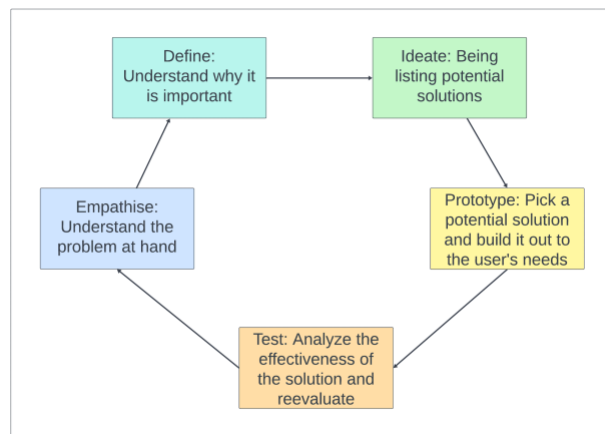 Define:
Understand why it
is important
Ideate: Being
listing potential
solutions
Empathise:
Understand the
problem at hand
Prototype: Pick a
potential solution
and build it out to
the user's needs
Test: Analyze the
effectiveness of
the solution and
reevaluate